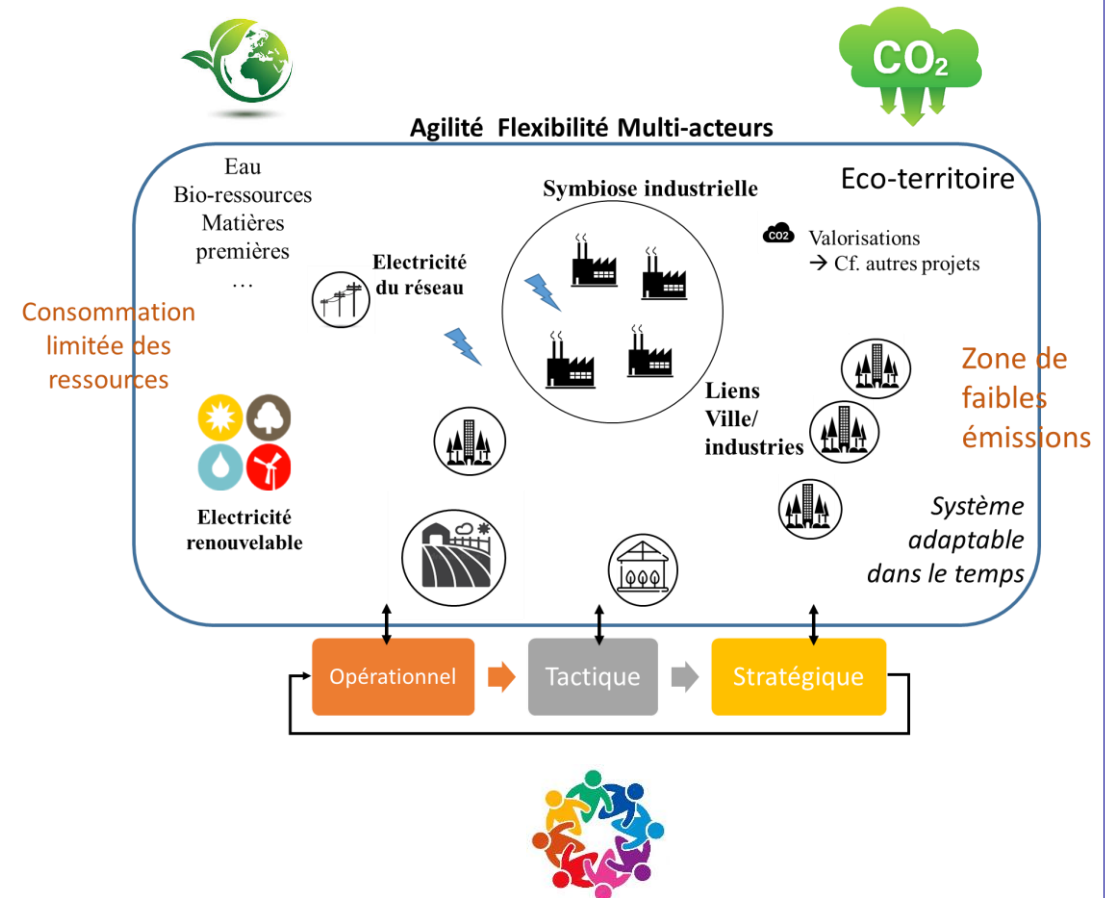 CO₂
Agilité Flexibilité Multi-acteurs
Eau
Bio-ressources
Matières
premières
…
Symbiose industrielle
Eco-territoire
CO2
Valorisations
→ Cf. autres projets
Electricité
du réseau
Consommation
limitée des
ressources
Liens
Ville/
industries
Zone de
faibles
émissions
Electricité
renouvelable
Système
adaptable
dans le temps
Opérationnel
Tactique
Stratégique